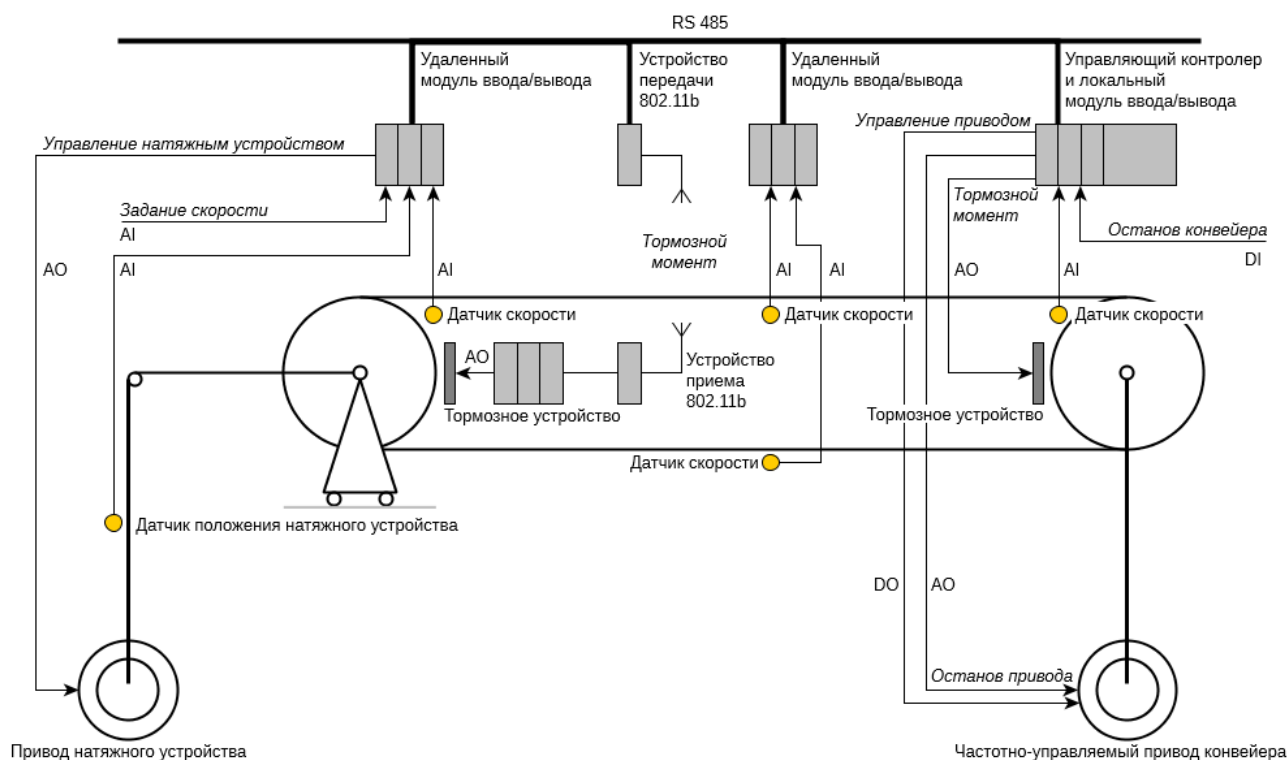 RS 485
Удаленный
модуль ввода/вывода
Устройство
передачи
802.11b
Удаленный
модуль ввода/вывода
Управляющий контролер
и локальный
модуль ввода/вывода
Управление приводом
Управление натяжным устройством
Задание скорости
AI
Тормозной
момент
Тормозной
момент
Останов конвейера
DI
AO
AI
AI
AI
AI
AO
AI
Датчик скорости
Датчик скорости
Датчик скорости
AO
Устройство
приема
802.11b
Тормозное устройство
Тормозное устройство
Датчик скорости
Датчик положения натяжного устройства
DO
AO
Останов привода
Привод натяжного устройства
Частотно-управляемый привод конвейера